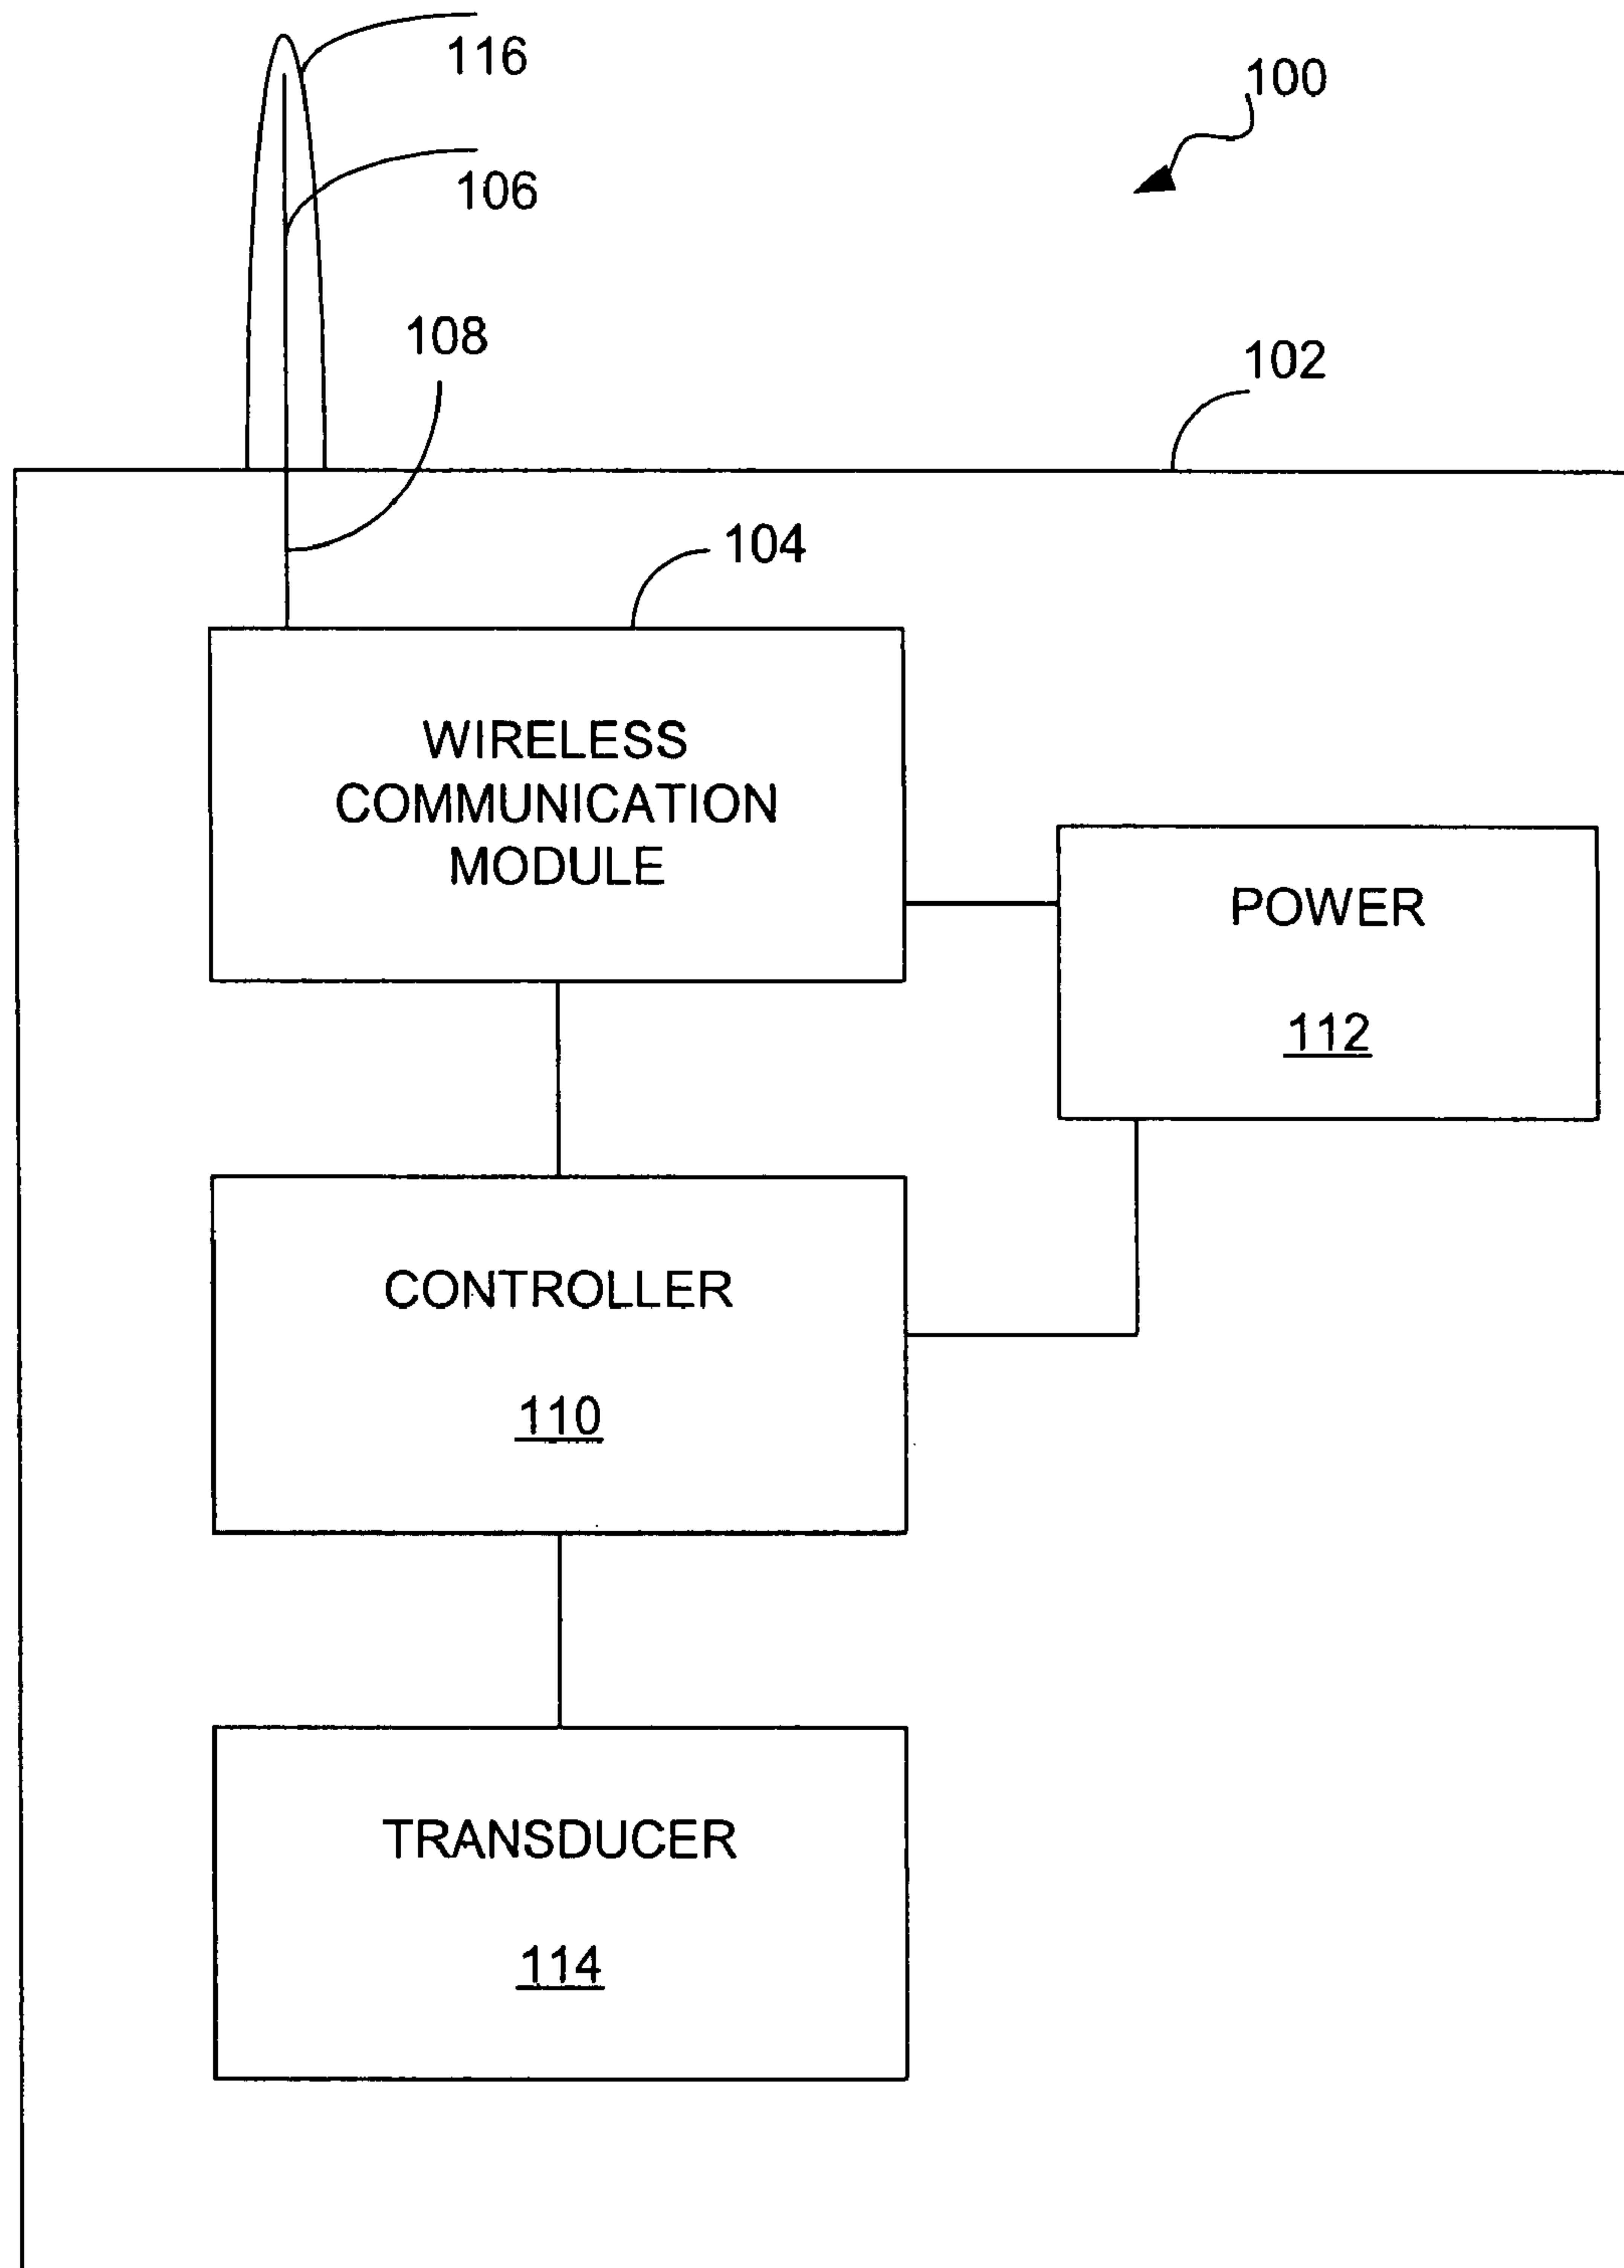 116
100
106
108
102
104
WIRELESS
COMMUNICATION
MODULE
POWER
112
CONTROLLER
110
TRANSDUCER
114